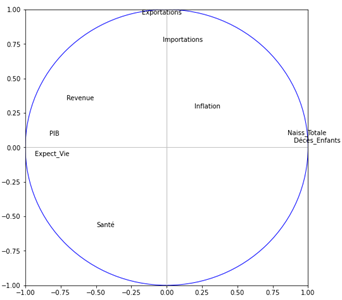 1.00
Exportations
Importations
0.75
0.50
Revenue
Inflation
0.25
PIB
Naiss_Totale
Déces_Enfants
0.00
Expect_Vie
−0.25
−0.50
Santé
−0.75
−1.00
−1.00 −0.75 −0.50 −0.25 0.00 0.25 0.50 0.75 1.00